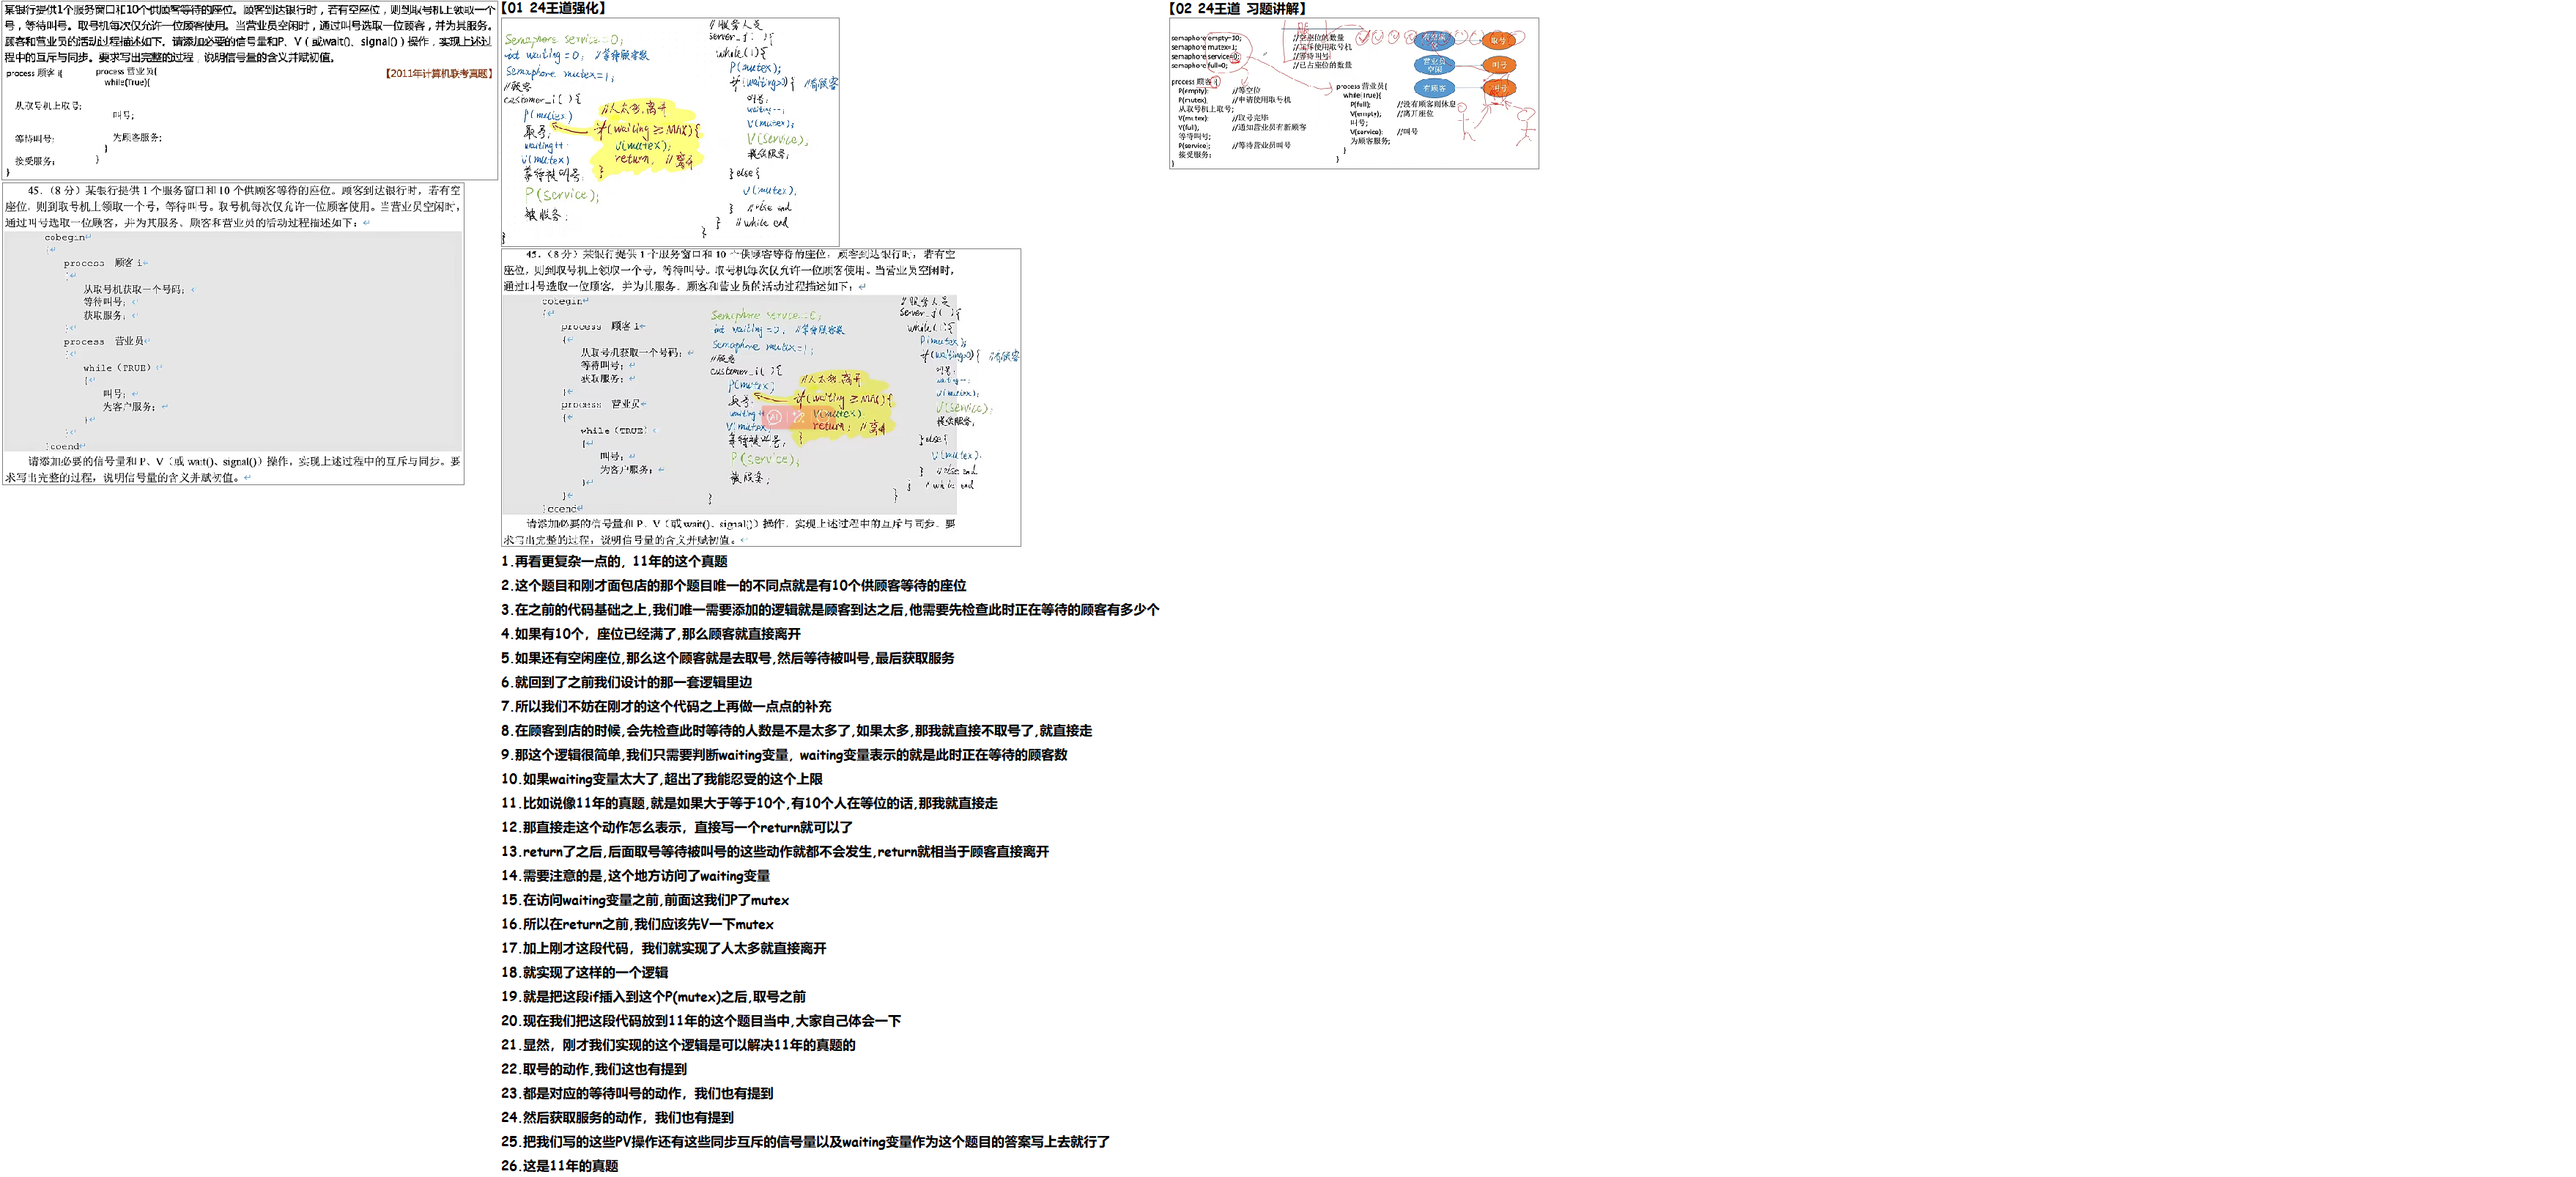 某银行提供1个服务窗口和10个供顾客等待的座位。顾客到达银行时，若有空座位，则到取号机上领取一个
号，等待叫号。取号机每次仅允许一位顾客使用。当营业员空闲时，通过叫号选取一位顾客，并为其服务。
顾客和营业员的活动过程描述如下，请添加必要的信号量和P、V（或wait()、signal()）操作，实现上述过
程中的互斥与同步。要求写出完整的过程，说明信号量的含义并赋初值。
【2011年计算机联考真题】
process 顾客 i{
从取号机上取号;
等待叫号;
接受服务;
}
process 营业员{
while(True){
叫号;
为顾客服务;
}
}
45.（8 分）某银行提供 1 个服务窗口和 10 个供顾客等待的座位。顾客到达银行时，若有空
座位，则到取号机上领取一个号，等待叫号。取号机每次仅允许一位顾客使用。当营业员空闲时，
通过叫号选取一位顾客，并为其服务。顾客和营业员的活动过程描述如下：
cobegin
{
process 顾客 i
{
从取号机获取一个号码；
等待叫号；
获取服务；
}
process 营业员
{
while（TRUE）
{
叫号；
为客户服务；
}
}
}coend
请添加必要的信号量和 P、V（或 wait()、signal()）操作，实现上述过程中的互斥与同步。要
求写出完整的过程，说明信号量的含义并赋初值。
【01 24王道强化】
Semaphore service=0;
int waiting=0; //等待顾客数
Semaphore mutex=1;
//顾客
customer_i(){
P(mutex)
取号;
waiting++
V(mutex)
等待被叫号;
P(service);
被服务;
}
//人太多,离开
if(waiting≥MAX){
V(mutex);
return; //离开
}
//服务人员
server_j(){
while(1){
P(mutex);
if(waiting>0){ //有顾客
叫号;
waiting--;
V(mutex);
V(service);
提供服务;
}else{
V(mutex);
} //else end
} //while end
}
45.（8 分）某银行提供 1 个服务窗口和 10 个供顾客等待的座位。顾客到达银行时，若有空
座位，则到取号机上领取一个号，等待叫号。取号机每次仅允许一位顾客使用。当营业员空闲时，
通过叫号选取一位顾客，并为其服务。顾客和营业员的活动过程描述如下：
cobegin
{
process 顾客 i
{
从取号机获取一个号码；
等待叫号；
获取服务；
}
process 营业员
{
while（TRUE）
{
叫号；
为客户服务；
}
}
}coend
Semaphore service=0;
int waiting=0; //等待顾客数
Semaphore mutex=1;
//顾客
customer_i(){
P(mutex)
取号;
waiting++
V(mutex)
等待被叫号;
P(service);
被服务;
}
//人太多,离开
if(waiting≥MAX){
V(mutex)
return; //离开
}
//服务人员
server_j(){
while(1){
P(mutex);
if(waiting>0){ //有顾客
叫号;
waiting--;
V(mutex);
V(service);
提供服务;
}else{
V(mutex).
} //else end
} //while end
}
请添加必要的信号量和 P、V（或 wait()、signal()）操作，实现上述过程中的互斥与同步。要
求写出完整的过程，说明信号量的含义并赋初值。
1.再看更复杂一点的，11年的这个真题
2.这个题目和刚才面包店的那个题目唯一的不同点就是有10个供顾客等待的座位
3.在之前的代码基础之上,我们唯一需要添加的逻辑就是顾客到达之后,他需要先检查此时正在等待的顾客有多少个
4.如果有10个，座位已经满了,那么顾客就直接离开
5.如果还有空闲座位,那么这个顾客就是去取号,然后等待被叫号,最后获取服务
6.就回到了之前我们设计的那一套逻辑里边
7.所以我们不妨在刚才的这个代码之上再做一点点的补充
8.在顾客到店的时候,会先检查此时等待的人数是不是太多了,如果太多,那我就直接不取号了,就直接走
9.那这个逻辑很简单,我们只需要判断waiting变量，waiting变量表示的就是此时正在等待的顾客数
10.如果waiting变量太大了,超出了我能忍受的这个上限
11.比如说像11年的真题,就是如果大于等于10个,有10个人在等位的话,那我就直接走
12.那直接走这个动作怎么表示，直接写一个return就可以了
13.return了之后,后面取号等待被叫号的这些动作就都不会发生,return就相当于顾客直接离开
14.需要注意的是,这个地方访问了waiting变量
15.在访问waiting变量之前,前面这我们P了mutex
16.所以在return之前,我们应该先V一下mutex
17.加上刚才这段代码，我们就实现了人太多就直接离开
18.就实现了这样的一个逻辑
19.就是把这段if插入到这个P(mutex)之后,取号之前
20.现在我们把这段代码放到11年的这个题目当中,大家自己体会一下
21.显然，刚才我们实现的这个逻辑是可以解决11年的真题的
22.取号的动作,我们这也有提到
23.都是对应的等待叫号的动作，我们也有提到
24.然后获取服务的动作，我们也有提到
25.把我们写的这些PV操作还有这些同步互斥的信号量以及waiting变量作为这个题目的答案写上去就行了
26.这是11年的真题
【02 24王道 习题讲解】
semaphore empty=10; //空座位的数量
semaphore mutex=1; //互斥使用取号机
semaphore service=0; //等待叫号
semaphore full=0; //已占座位的数量
process 顾客 i{
P(empty); //等空位
P(mutex); //申请使用取号机
从取号机上取号;
V(mutex); //取号完毕
V(full); //通知营业员有新顾客
等待叫号;
P(service); //等待营业员叫号
接受服务;
}
process 营业员{
while(True){
P(full); //没有顾客则休息
V(empty); //离开座位
叫号;
V(service); //叫号
为顾客服务;
}
}
取号
营业员
空闲
叫号
有顾客
叫号